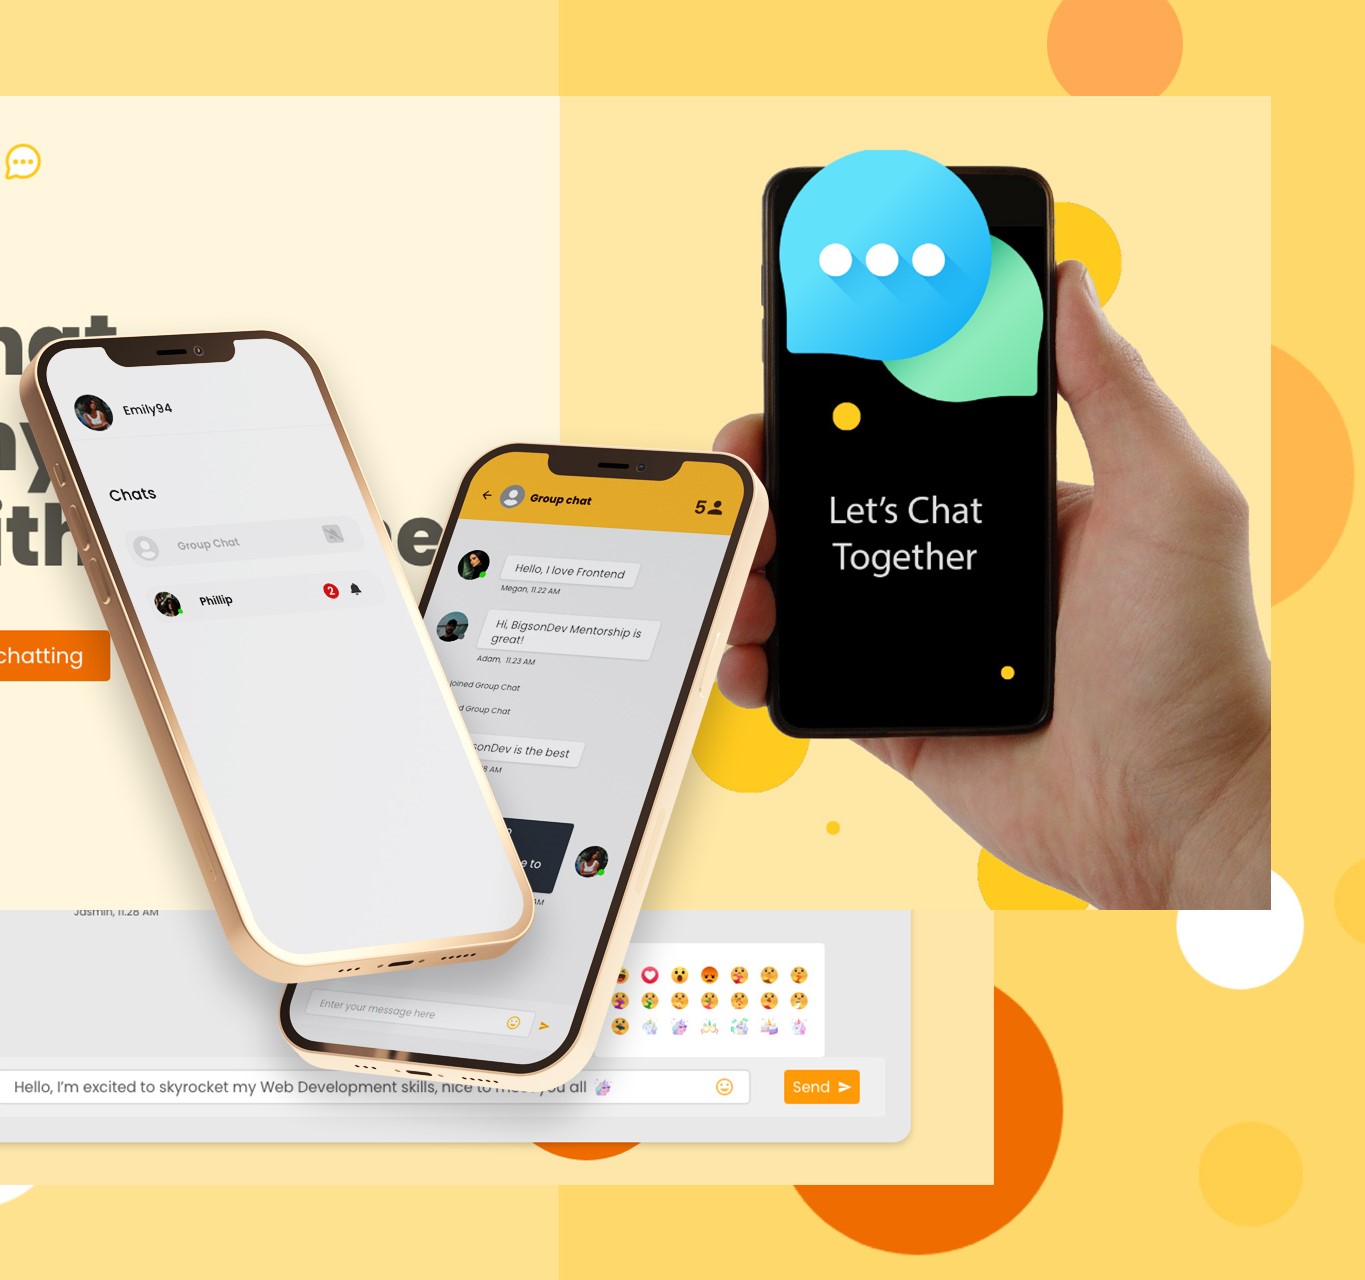 Emily94
Chats
Group Chat
Phillip
2
chatting
Group chat
5
Hello, I love Frontend
Megan, 11.22 AM
Hi, BigsonDev Mentorship is
great!
Adam, 11.23 AM
joined Group Chat
Group Chat
is the best
AM
to
AM
Enter your message here
Let's Chat
Together
Jasmin, 11.28 AM
Hello, I'm excited to skyrocket my Web Development skills, nice to meet you all
Send